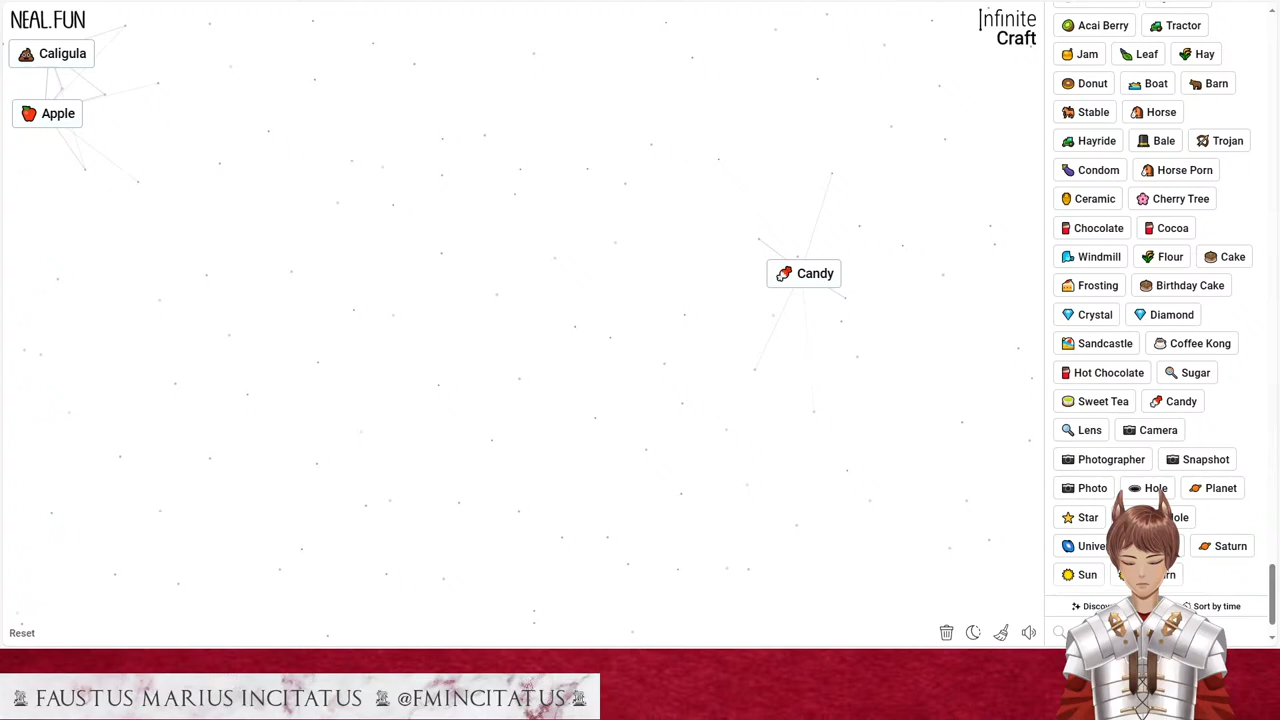 NEAL.FUN
Infinite
Craft
Caligula
Apple
Candy
Acai Berry Tractor
Jam Leaf Hay
Donut Boat Barn
Stable Horse
Hayride Bale Trojan
Condom Horse Porn
Ceramic Cherry Tree
Chocolate Cocoa
Windmill Flour Cake
Frosting Birthday Cake
Crystal Diamond
Sandcastle Coffee Kong
Hot Chocolate Sugar
Sweet Tea Candy
Lens Camera
Photographer Snapshot
Photo Hole Planet
Star
Saturn
Sun
Sort by time
Reset
FAUSTUS MARIUS INCITATUS @FMINCITATUS